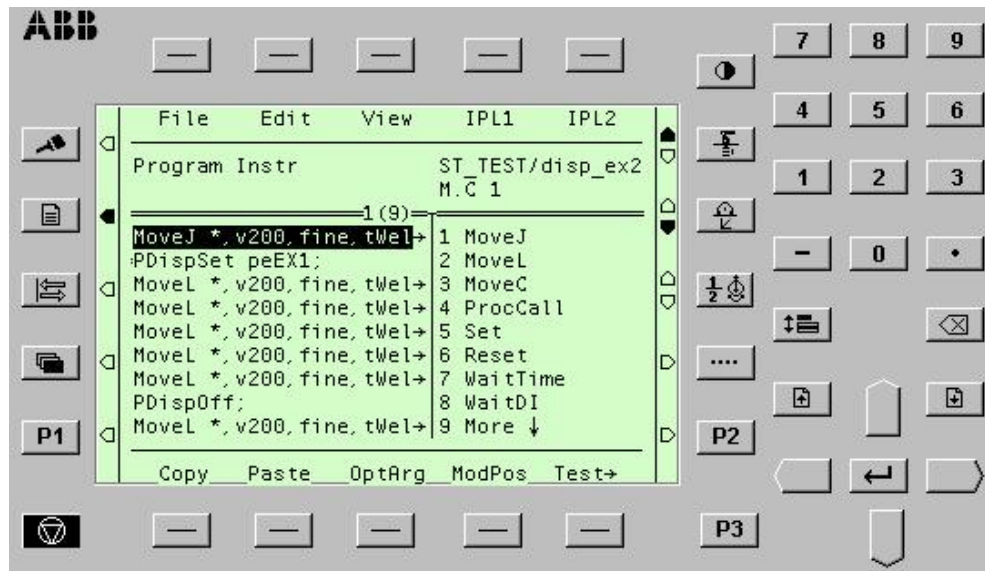 ABB
7 8 9
File Edit View IPL1 IPL2
4 5 6
Program Instr ST_TEST/disp_ex2
M.C 1
1 2 3
1(9)
MoveJ *,v200,fine,tWel→ 1 MoveJ
PDispSet peEX1; 2 MoveL
- 0 •
MoveL *,v200,fine,tWel→ 3 MoveC
1/2
MoveL *,v200,fine,tWel→ 4 ProcCall
MoveL *,v200,fine,tWel→ 5 Set
MoveL *,v200,fine,tWel→ 6 Reset
MoveL *,v200,fine,tWel→ 7 WaitTime
PDispOff; 8 WaitDI
MoveL *,v200,fine,tWel→ 9 More ↓
P1 P2
Copy Paste OptArg ModPos Test→
P3